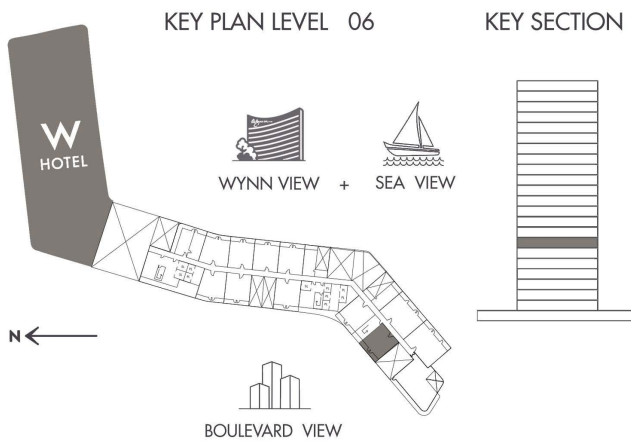 KEY PLAN LEVEL 06
KEY SECTION
W
HOTEL
WYNN VIEW + SEA VIEW
N
BOULEVARD VIEW